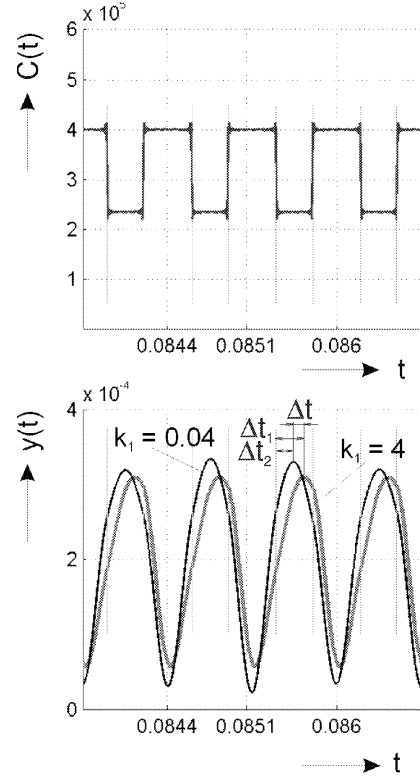 x 10⁵
C(t)
6
5
4
3
2
1
0.0844
0.0851
0.086
t
x 10⁻⁴
y(t)
4
2
0
k₁ = 0.04
Δt₁
Δt₂
Δt
k₁ = 4
0.0844
0.0851
0.086
t